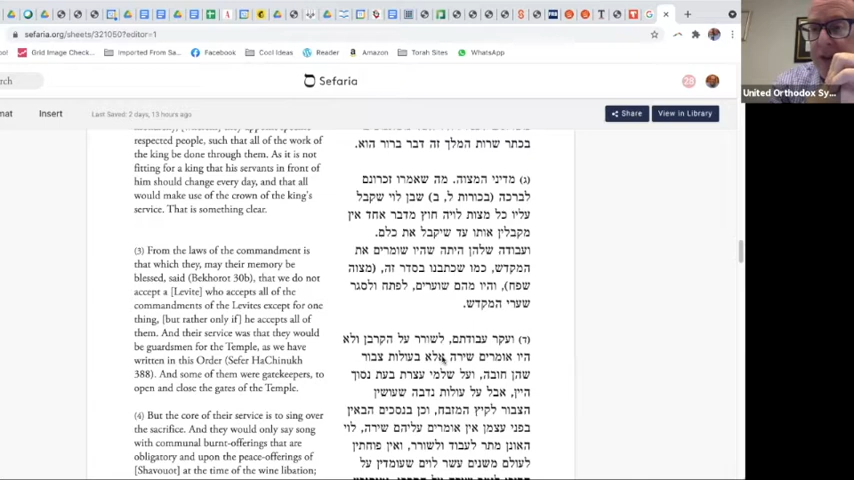 sefaria.org/sheets/321050?editor=1
Grid Image Check...
Imported From Sa...
Facebook
Cool Ideas
Reader
Amazon
Torah Sites
WhatsApp
rch
Sefaria
28
mat
Insert
Last Saved: 2 days, 13 hours ago
Share
View in Library
United Orthodox Sy...
respected people, such that all of the work of
the king be done through them. As it is not
fitting for a king that his servants in front of
him should change every day, and that all
would make use of the crown of the king's
service. That is something clear.
(3) From the laws of the commandment is
that which they, may their memory be
blessed, said (Bekhorot 30b), that we do not
accept a [Levite] who accepts all of the
commandments of the Levites except for one
thing, [but rather only if] he accepts all of
them. And their service was that they would
be guardsmen for the Temple, as we have
written in this Order (Sefer HaChinukh
388). And some of them were gatekeepers, to
open and close the gates of the Temple.
(4) But the core of their service is to sing over
the sacrifice. And they would only say song
with communal burnt-offerings that are
obligatory and upon the peace-offerings of
[Shavuot] at the time of the wine libation;
בכתר שרות המלך זה דבר ברור הוא.
(ג) מדיני המצוה. מה שאמרו זכרונם
לברכה (בכורות ל, ב) שבן לוי שקבל
עליו כל מצות לויה חוץ מדבר אחד אין
מקבלין אותו עד שיקבל את כלם.
ועבודה שלהן היתה שהיו שומרים את
המקדש, כמו שכתבנו בסדר זה, (מצוה
שפח), והיו מהם שוערים, לפתח ולסגר
שערי המקדש.
(ד) ועקר עבודתם, לשורר על הקרבן ולא
היו אומרים שירה אלא בעולות צבור
שהן חובה, ועל שלמי עצרת בעת נסוך
היין, אבל על עולות נדבה שעושין
הצבור לקיץ המזבח, וכן בנסכים הבאין
בפני עצמן אין אומרים עליהם שירה, לוי
האונן מתר לעבוד ולשורר, ואין פוחתין
לעולם משנים עשר לוים שעומדין על